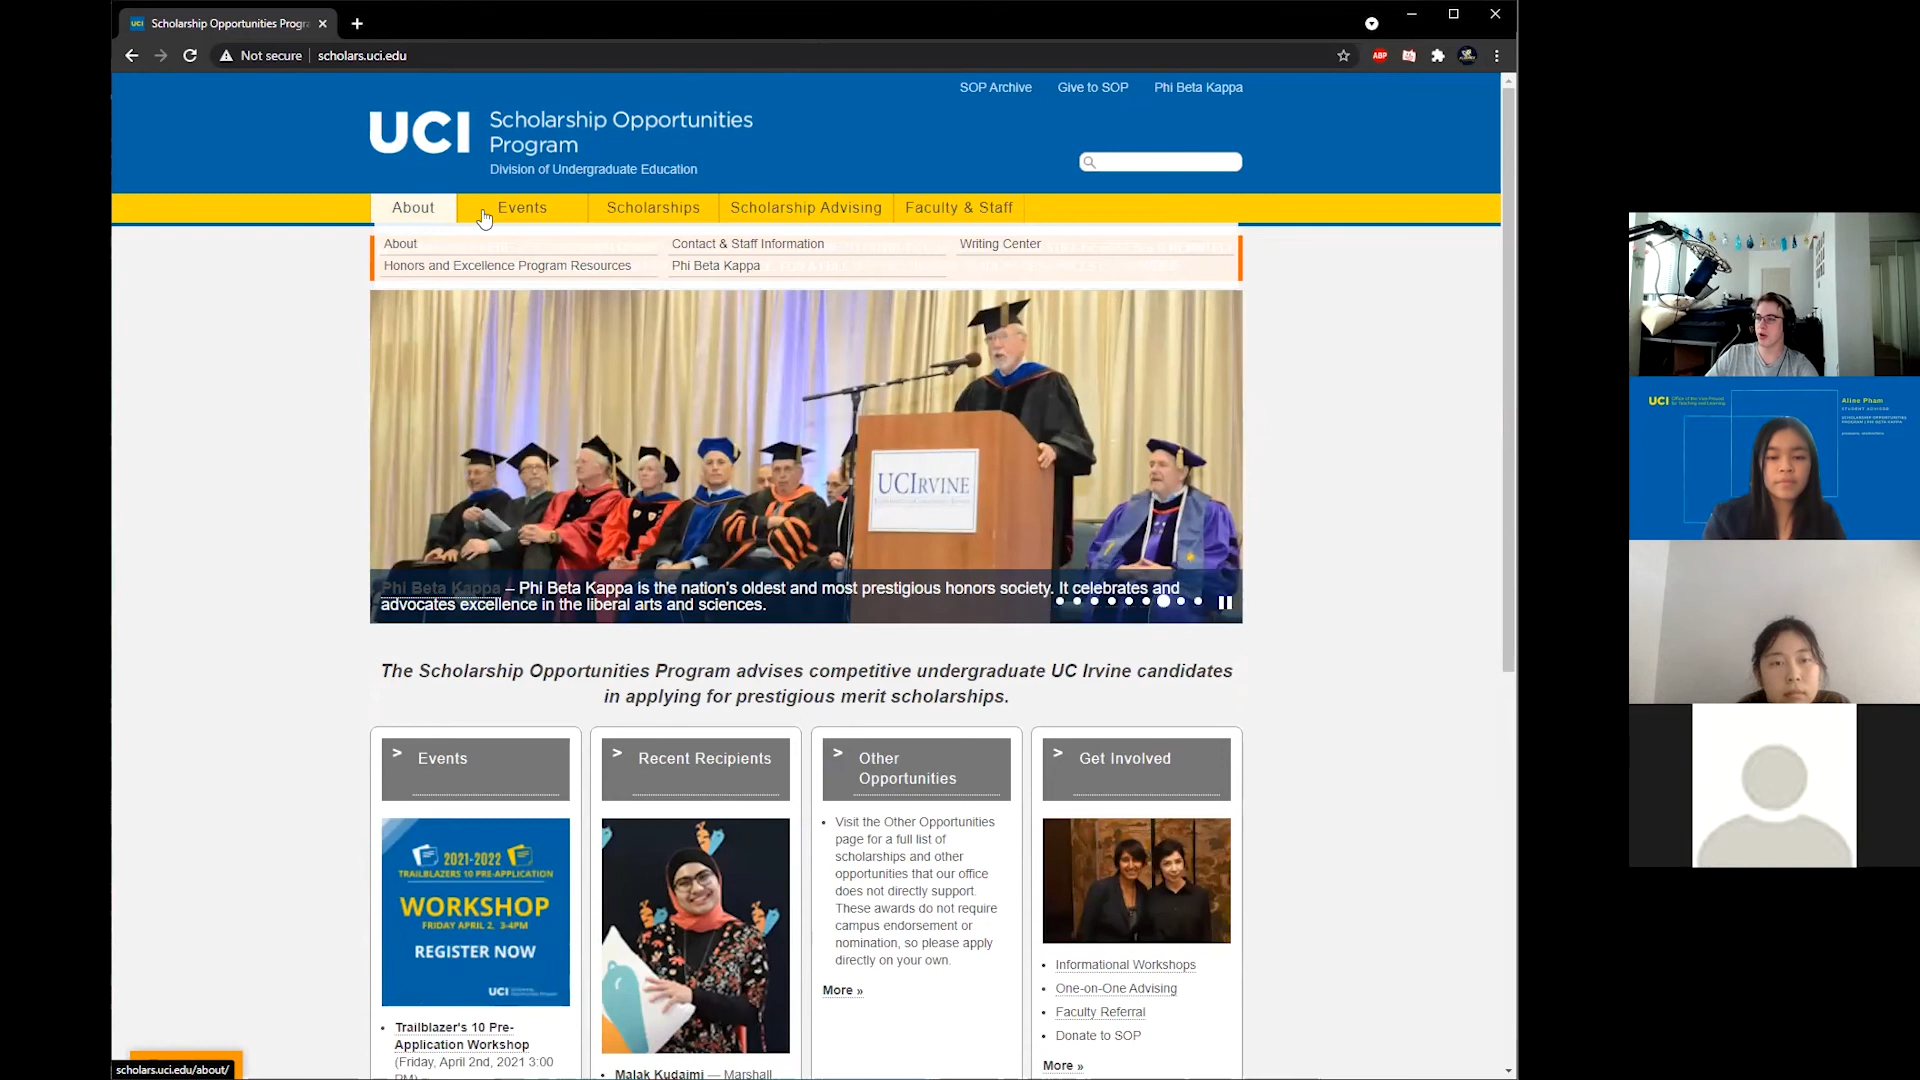 Scholarship Opportunities Progr
Not secure
scholars.uci.edu
ABP
SOP Archive
Give to SOP
Phi Beta Kappa
UCI
Scholarship Opportunities
Program
Division of Undergraduate Education
About
Events
Scholarships
Scholarship Advising
Faculty & Staff
About
Contact & Staff Information
Writing Center
Honors and Excellence Program Resources
Phi Beta Kappa
UCIRVINE
Phi Beta Kappa – Phi Beta Kappa is the nation's oldest and most prestigious honors society. It celebrates and
advocates excellence in the liberal arts and sciences.
The Scholarship Opportunities Program advises competitive undergraduate UC Irvine candidates
in applying for prestigious merit scholarships.
> Events
2021-2022
TRAILBLAZERS 10 PRE-APPLICATION
WORKSHOP
FRIDAY APRIL 2, 3-4PM
REGISTER NOW
UCI
• Trailblazer's 10 Pre-
Application Workshop
(Friday, April 2nd, 2021 3:00
PM)
> Recent Recipients
• Malak Kudaimi — Marshall
> Other
Opportunities
• Visit the Other Opportunities
page for a full list of
scholarships and other
opportunities that our office
does not directly support.
These awards do not require
campus endorsement or
nomination, so please apply
directly on your own.
More »
> Get Involved
• Informational Workshops
• One-on-One Advising
• Faculty Referral
• Donate to SOP
More »
scholars.uci.edu/about/
UCI Office of the Vice Provost
for Teaching and Learning
Aline Pham
STUDENT ADVISOR
SCHOLARSHIP OPPORTUNITIES
PROGRAM | PHI BETA KAPPA